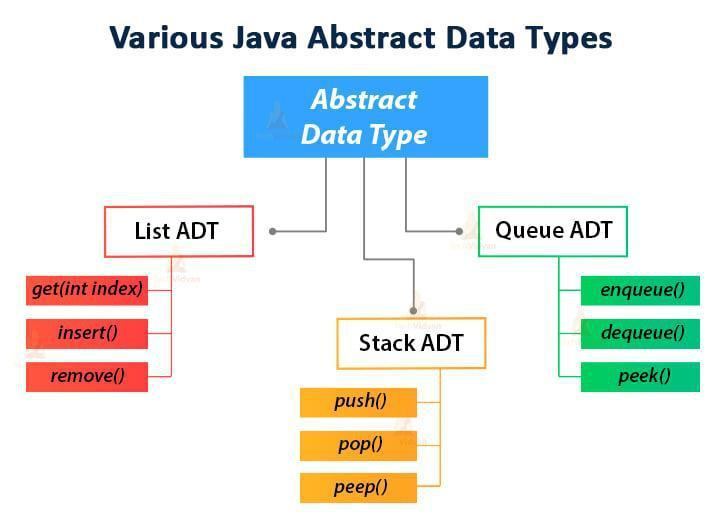 Various Java Abstract Data Types
Abstract
Data Type
List ADT
get(int index)
insert()
remove()
Stack ADT
push()
pop()
peep()
Queue ADT
enqueue()
dequeue()
peek()